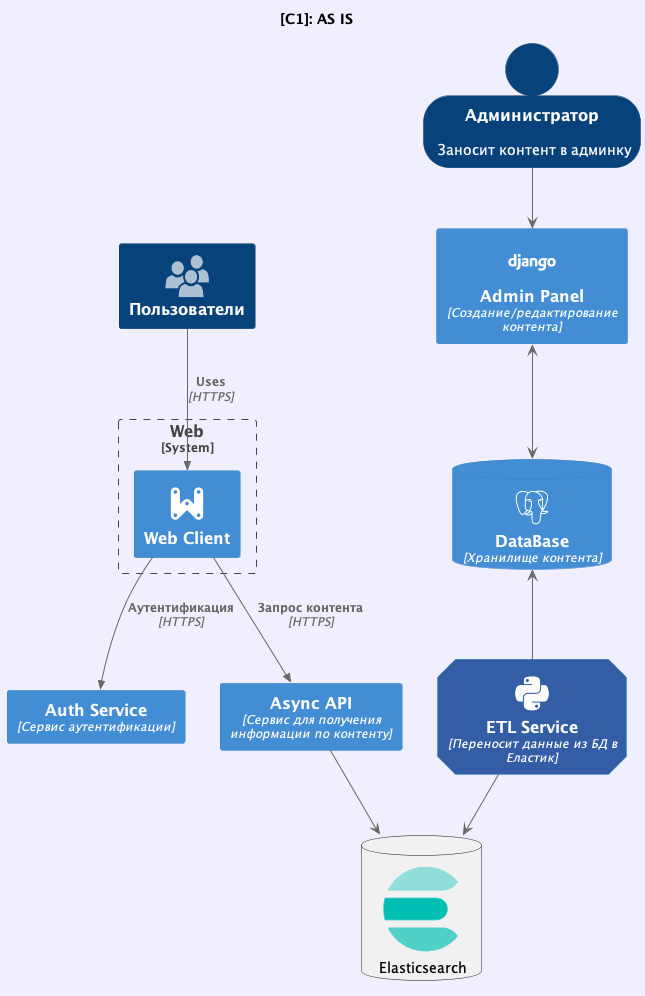 [C1]: AS IS
Администратор
Заносит контент в админку
django
Admin Panel
[Создание/редактирование
контента]
Пользователи
Uses
[HTTPS]
Web
[System]
Web Client
DataBase
[Хранилище контента]
Аутентификация
[HTTPS]
Запрос контента
[HTTPS]
Auth Service
[Сервис аутентификации]
Async API
[Сервис для получения
информации по контенту]
ETL Service
[Переносит данные из БД в
Еластик]
Elasticsearch